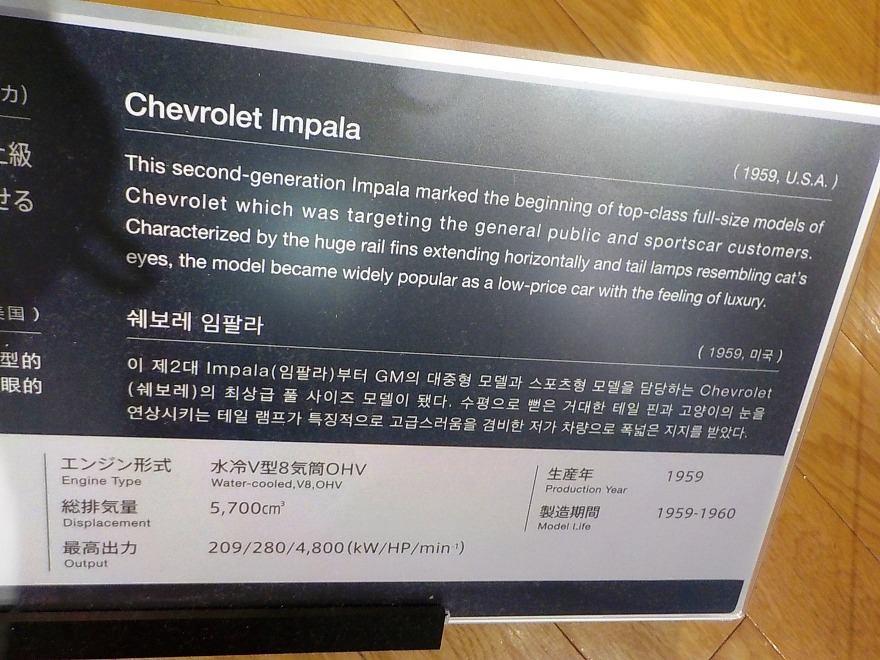 カ)
上級
せる
国 )
型的
眼的
Chevrolet Impala
( 1959, U.S.A. )
This second-generation Impala marked the beginning of top-class full-size models of
Chevrolet which was targeting the general public and sportscar customers.
Characterized by the huge rail fins extending horizontally and tail lamps resembling cat's
eyes, the model became widely popular as a low-price car with the feeling of luxury.
쉐보레 임팔라
( 1959, 미국 )
이 제2대 Impala(임팔라)부터 GM의 대중형 모델과 스포츠형 모델을 담당하는 Chevrolet
(쉐보레)의 최상급 풀 사이즈 모델이 됐다. 수평으로 뻗은 거대한 테일 핀과 고양이의 눈을
연상시키는 테일 램프가 특징적으로 고급스러움을 겸비한 저가 차량으로 폭넓은 지지를 받았다.
エンジン形式 水冷V型8気筒OHV
Engine Type Water-cooled,V8,OHV
総排気量 5,700cm³
Displacement
最高出力 209/280/4,800(kW/HP/min⁻¹)
Output
生産年 1959
Production Year
製造期間 1959-1960
Model Life